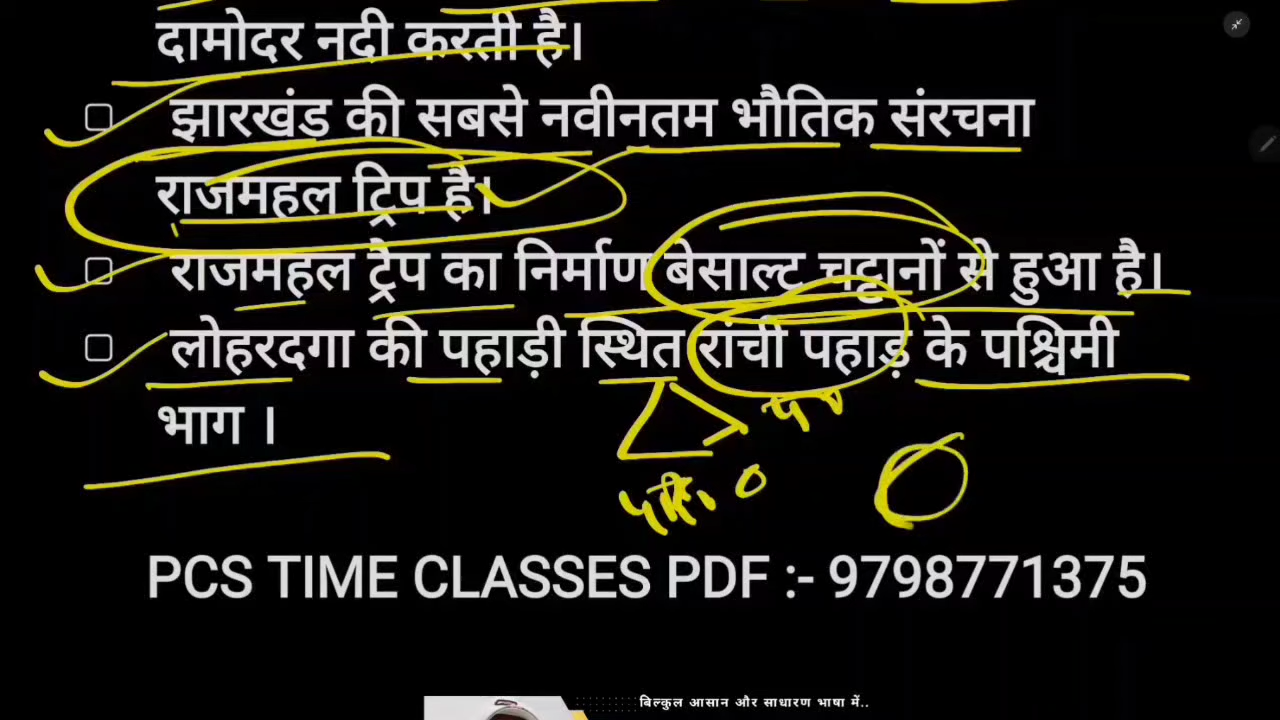 दामोदर नदी करती है।
झारखंड की सबसे नवीनतम भौतिक संरचना
राजमहल ट्रिप है।
राजमहल ट्रैप का निर्माण बेसाल्ट चट्टानों से हुआ है।
लोहरदगा की पहाड़ी स्थित रांची पहाड़ के पश्चिमी
भाग ।
PCS TIME CLASSES PDF :- 9798771375
बिल्कुल आसान और साधारण भाषा में..